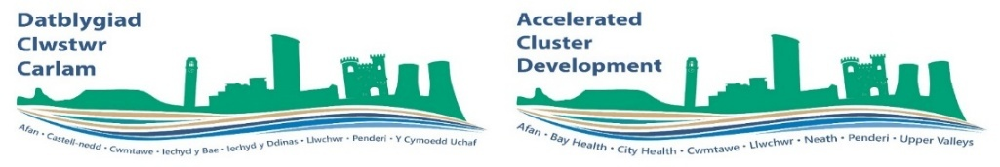 Datblygiad
Clwstwr
Carlam
Afan • Castell-nedd • Cwmtawe • Iechyd y Bae • Iechyd y Ddinas • Llwchwr • Penderi • Y Cymoedd Uchaf
Accelerated
Cluster
Development
Afan • Bay Health • City Health • Cwmtawe • Llwchwr • Neath • Penderi • Upper Valleys